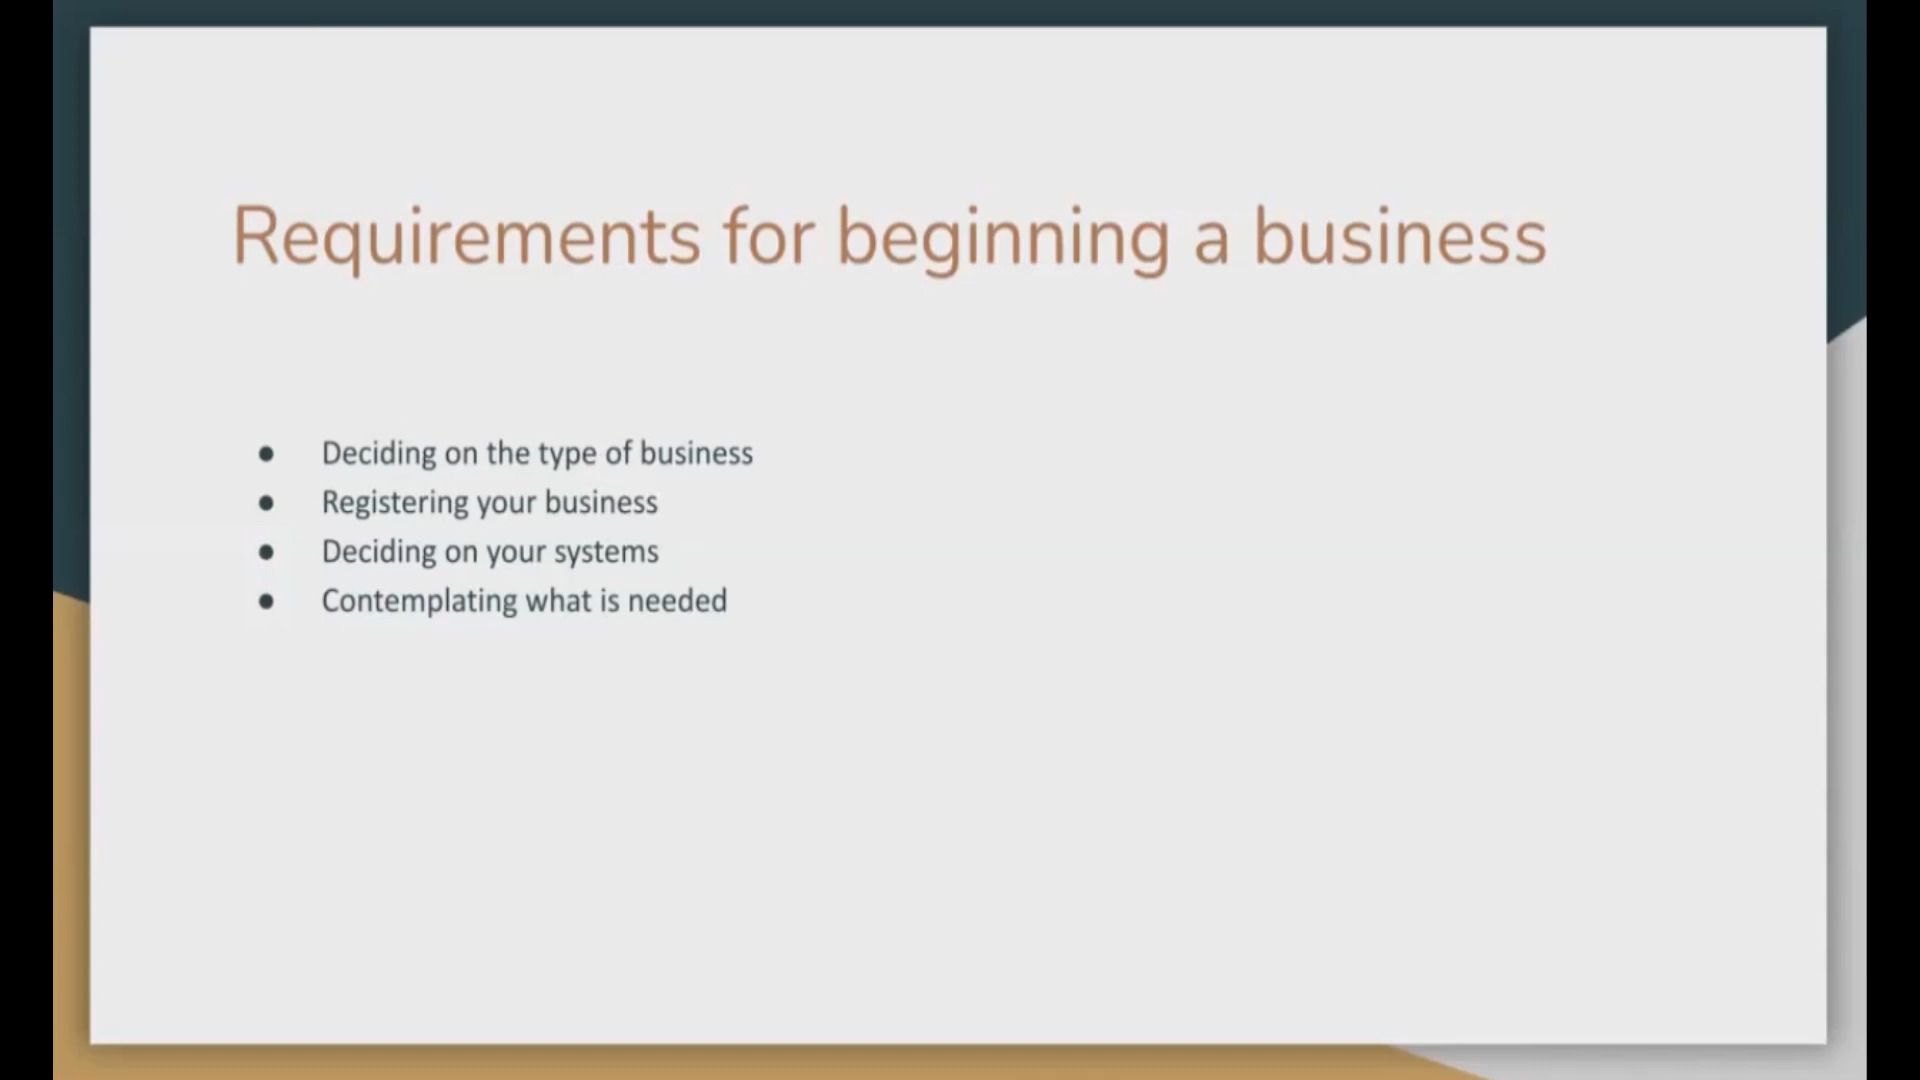 Requirements for beginning a business
● Deciding on the type of business
● Registering your business
● Deciding on your systems
● Contemplating what is needed